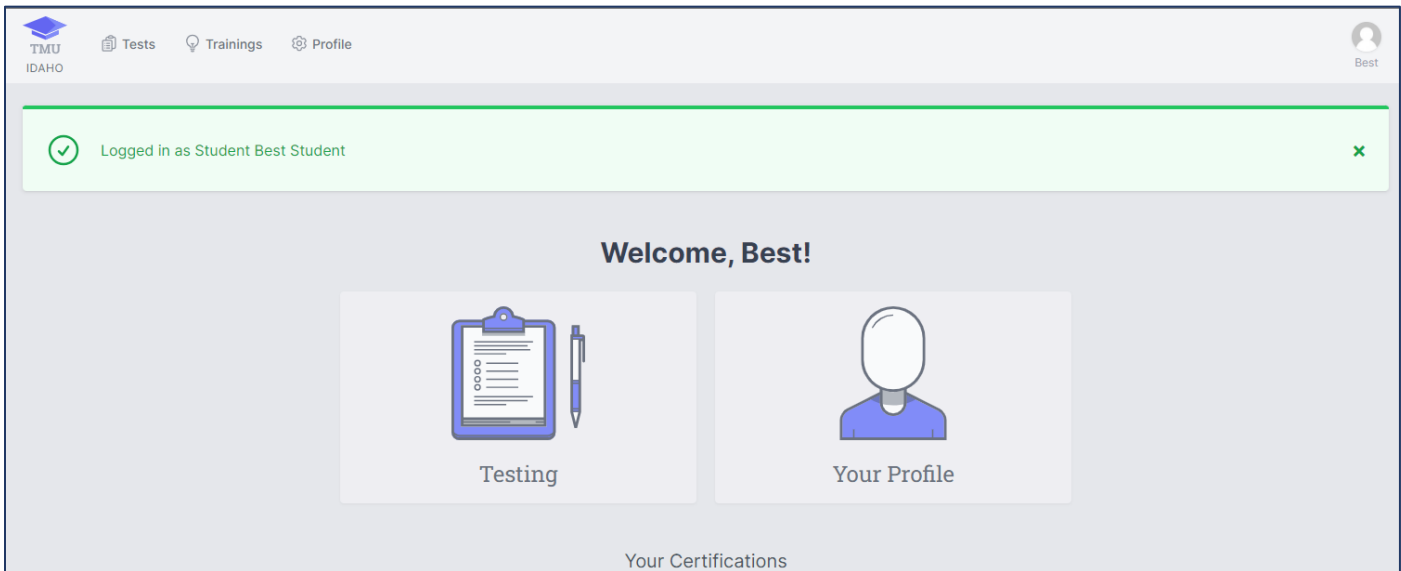 TMU
IDAHO
Tests
Trainings
Profile
Best
Logged in as Student Best Student
Welcome, Best!
Testing
Your Profile
Your Certifications